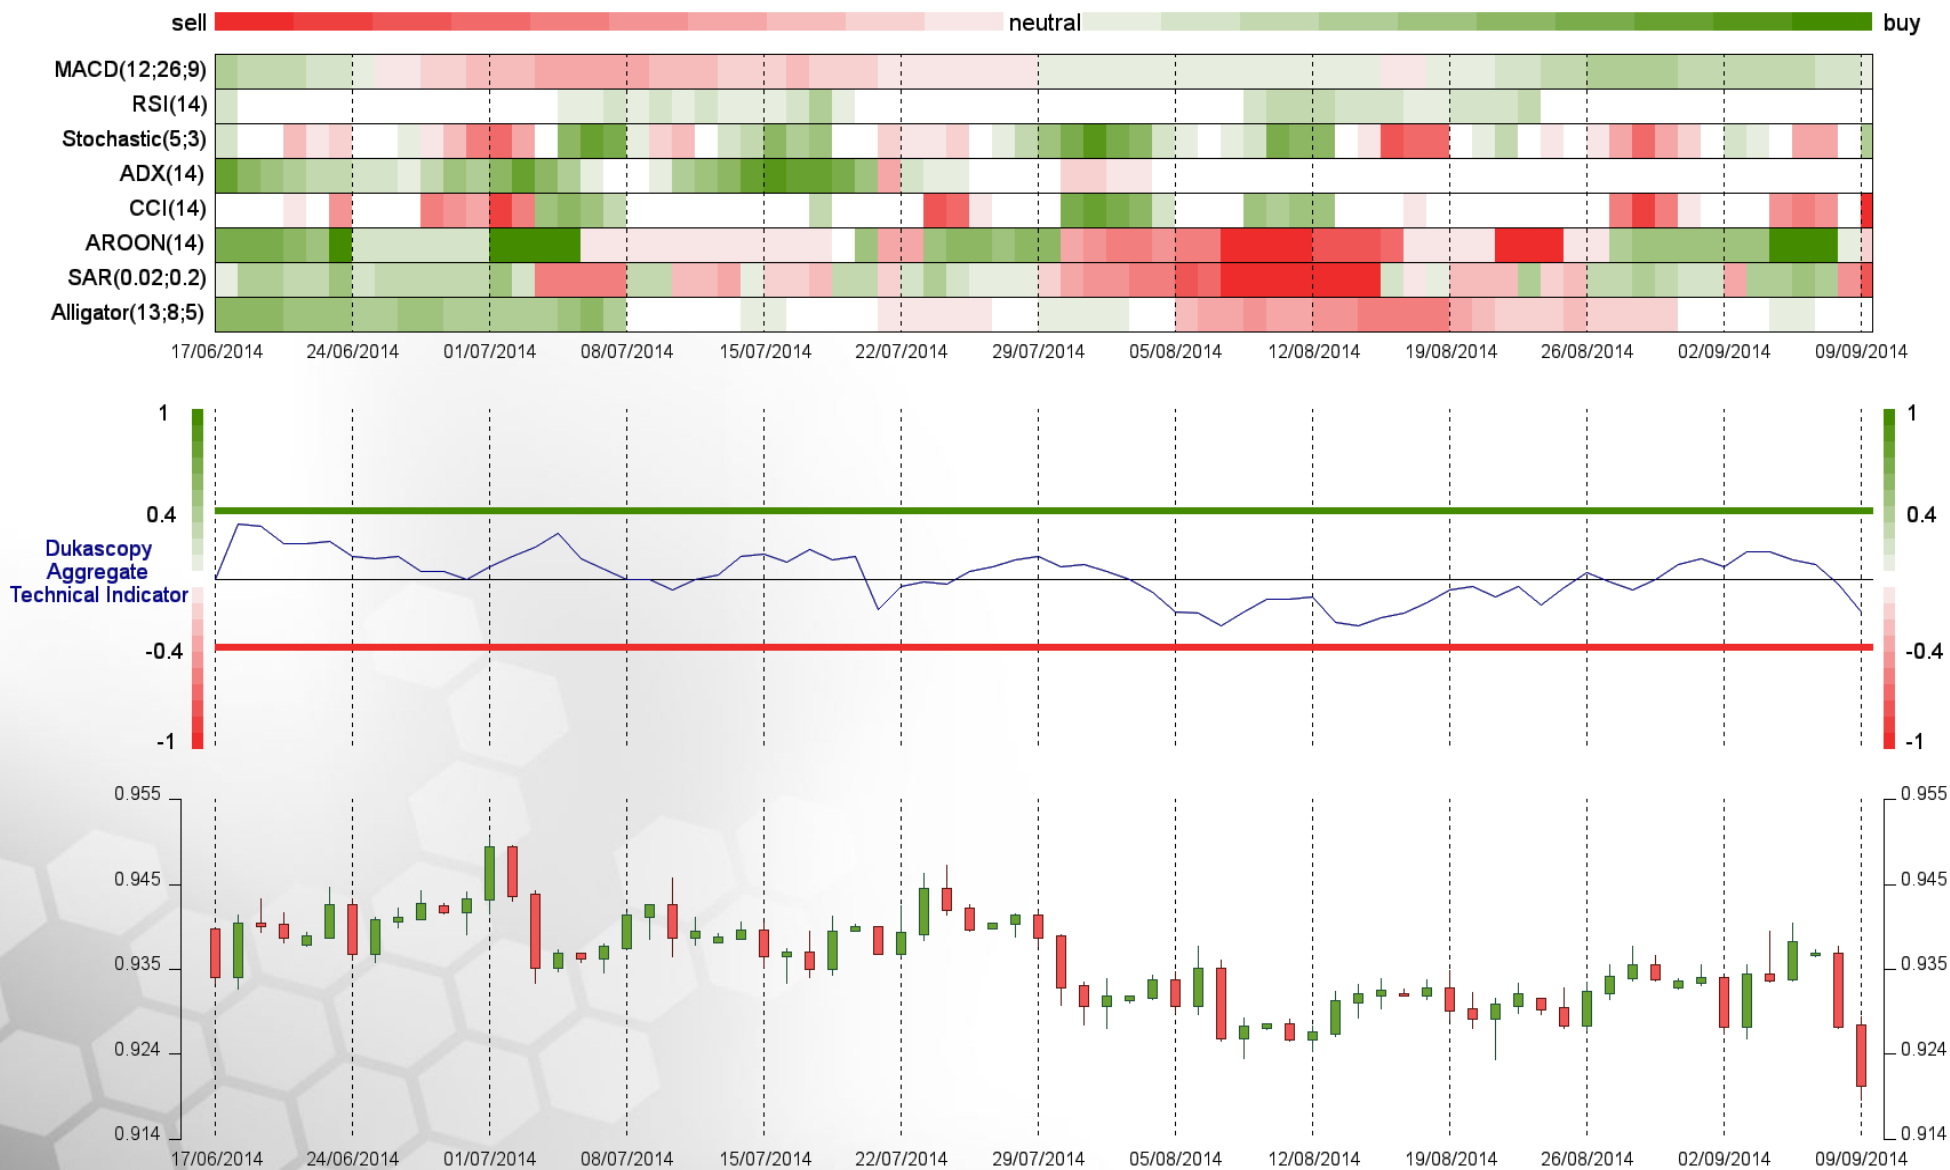 sell neutral buy
MACD(12;26;9)
RSI(14)
Stochastic(5;3)
ADX(14)
CCI(14)
AROON(14)
SAR(0.02;0.2)
Alligator(13;8;5)
17/06/2014 24/06/2014 01/07/2014 08/07/2014 15/07/2014 22/07/2014 29/07/2014 05/08/2014 12/08/2014 19/08/2014 26/08/2014 02/09/2014 09/09/2014
1 1
0.4 0.4
Dukascopy
Aggregate
Technical Indicator
-0.4 -0.4
-1 -1
0.955 0.955
0.945 0.945
0.935 0.935
0.924 0.924
0.914 0.914
17/06/2014 24/06/2014 01/07/2014 08/07/2014 15/07/2014 22/07/2014 29/07/2014 05/08/2014 12/08/2014 19/08/2014 26/08/2014 02/09/2014 09/09/2014